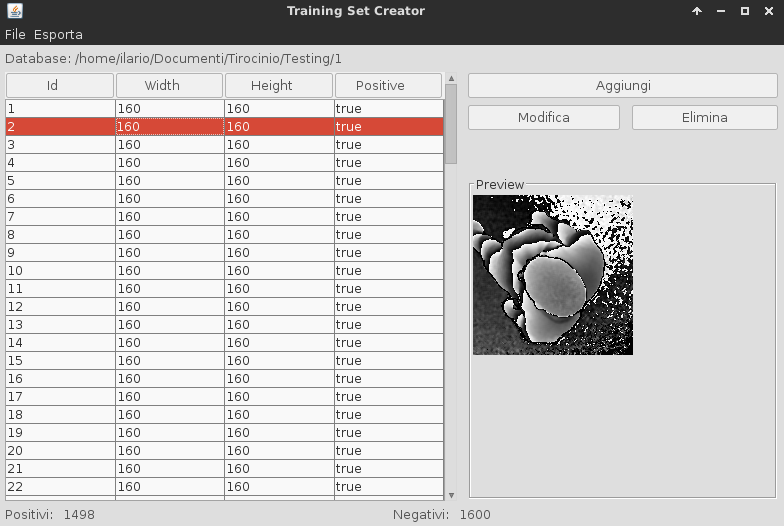 Training Set Creator
File Esporta
Database: /home/ilario/Documenti/Tirocinio/Testing/1
Id Width Height Positive
1 160 160 true
2 160 160 true
3 160 160 true
4 160 160 true
5 160 160 true
6 160 160 true
7 160 160 true
8 160 160 true
9 160 160 true
10 160 160 true
11 160 160 true
12 160 160 true
13 160 160 true
14 160 160 true
15 160 160 true
16 160 160 true
17 160 160 true
18 160 160 true
19 160 160 true
20 160 160 true
21 160 160 true
22 160 160 true
Aggiungi
Modifica Elimina
Preview
Positivi: 1498 Negativi: 1600